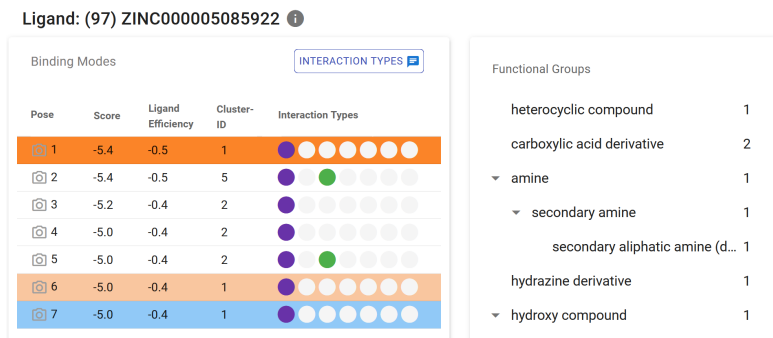 Ligand: (97) ZINC000005085922
Binding Modes
INTERACTION TYPES
Pose Score Ligand Efficiency Cluster-ID Interaction Types
1 -5.4 -0.5 1
2 -5.4 -0.5 5
3 -5.2 -0.4 2
4 -5.0 -0.4 2
5 -5.0 -0.4 2
6 -5.0 -0.4 1
7 -5.0 -0.4 1
Functional Groups
heterocyclic compound 1
carboxylic acid derivative 2
amine 1
secondary amine 1
secondary aliphatic amine (d... 1
hydrazine derivative 1
hydroxy compound 1